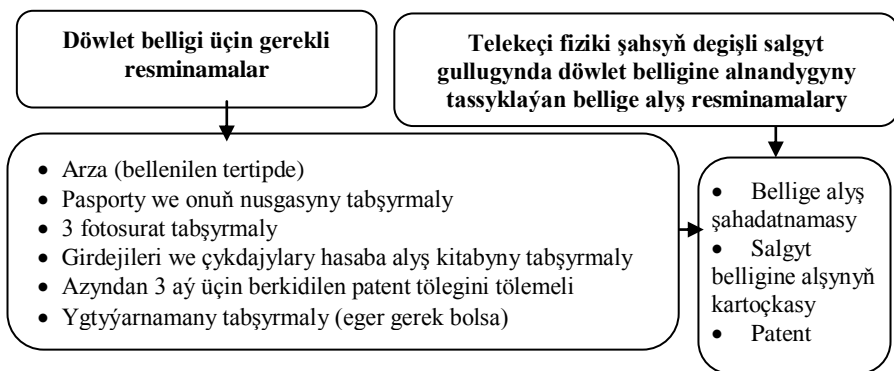 Döwlet belligi üçin gerekli
resminamalar
Telekeçi fiziki şahsyň degişli salgyt
gullugynda döwlet belligine alnandygyny
tassyklaýan bellige alyş resminamalary
• Arza (bellenilen tertipde)
• Pasporty we onuň nusgasyny tabşyrmaly
• 3 fotosurat tabşyrmaly
• Girdejileri we çykdajylary hasaba alyş kitabyny tabşyrmaly
• Azyndan 3 aý üçin berkidilen patent tölegini tölemeli
• Ygtyýarnamany tabşyrmaly (eger gerek bolsa)
• Bellige alyş
şahadatnamasy
• Salgyt
belligine alşynyň
kartoçkasy
• Patent